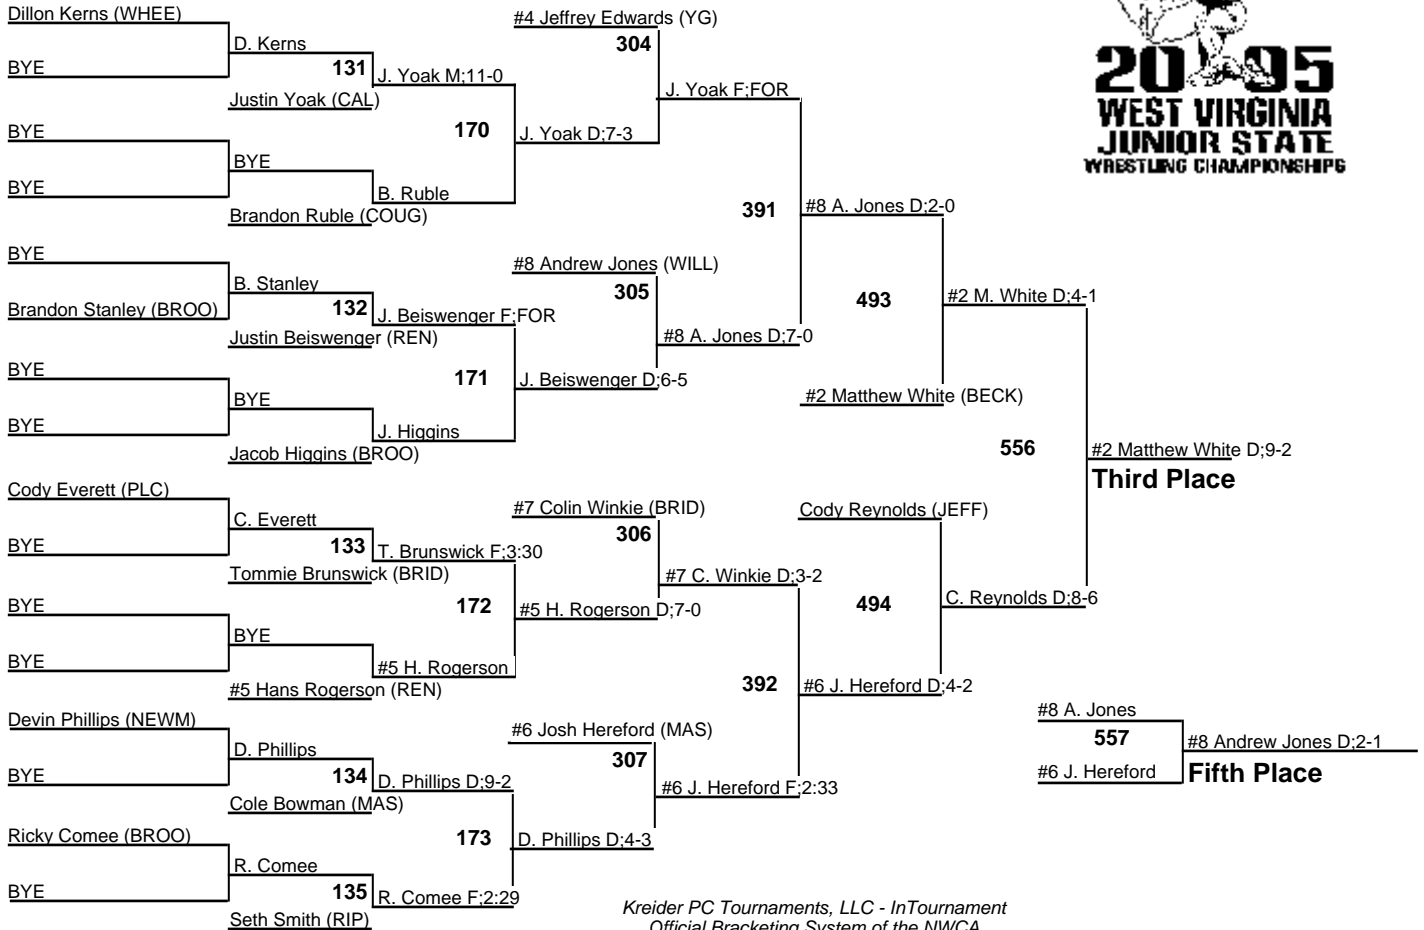 Dillon Kerns (WHEE)
BYE
BYE
BYE
BYE
Brandon Stanley (BROO)
BYE
BYE
Cody Everett (PLC)
BYE
BYE
BYE
Devin Phillips (NEWM)
BYE
Ricky Comee (BROO)
BYE
D. Kerns
131
Justin Yoak (CAL)
BYE
Brandon Ruble (COUG)
B. Stanley
132
Justin Beiswenger (REN)
BYE
Jacob Higgins (BROO)
C. Everett
133
Tommie Brunswick (BRID)
BYE
#5 Hans Rogerson (REN)
D. Phillips
134
Cole Bowman (MAS)
R. Comee
135
Seth Smith (RIP)
J. Yoak M;11-0
170
B. Ruble
J. Beiswenger F;FOR
171
J. Higgins
T. Brunswick F;3:30
172
#5 H. Rogerson
D. Phillips D;9-2
173
R. Comee F;2:29
#4 Jeffrey Edwards (YG)
304
J. Yoak D;7-3
#8 Andrew Jones (WILL)
305
J. Beiswenger D;6-5
#7 Colin Winkie (BRID)
306
#5 H. Rogerson D;7-0
#6 Josh Hereford (MAS)
307
D. Phillips D;4-3
J. Yoak F;FOR
391
#8 A. Jones D;7-0
#7 C. Winkie D;3-2
392
#6 J. Hereford F;2:33
#8 A. Jones D;2-0
493
#2 Matthew White (BECK)
Cody Reynolds (JEFF)
494
#6 J. Hereford D;4-2
#2 M. White D;4-1
556
C. Reynolds D;8-6
#2 Matthew White D;9-2
Third Place
#8 A. Jones
557
#6 J. Hereford
#8 Andrew Jones D;2-1
Fifth Place
20 05
WEST VIRGINIA
JUNIOR STATE
WRESTLING CHAMPIONSHIPS
Kreider PC Tournaments, LLC - InTournament
Official Bracketing System of the NWCA